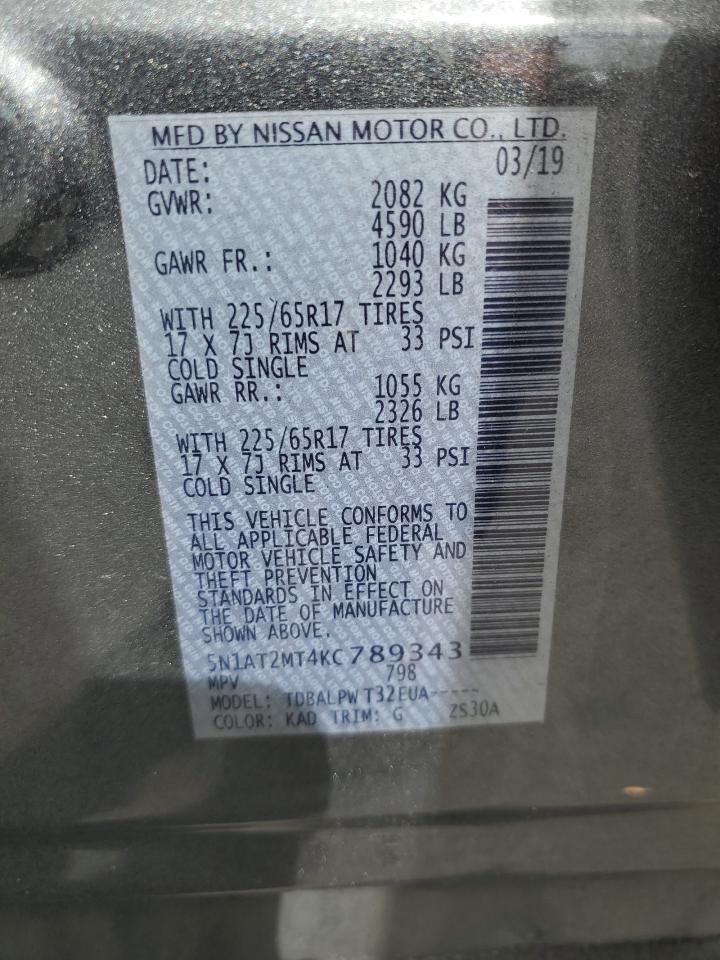 MFD BY NISSAN MOTOR CO., LTD.
DATE: 03/19
GVWR: 2082 KG
4590 LB
GAWR FR.: 1040 KG
2293 LB
WITH 225/65R17 TIRES
17 X 7J RIMS AT 33 PSI
COLD SINGLE
GAWR RR.: 1055 KG
2326 LB
WITH 225/65R17 TIRES
17 X 7J RIMS AT 33 PSI
COLD SINGLE
THIS VEHICLE CONFORMS TO
ALL APPLICABLE FEDERAL
MOTOR VEHICLE SAFETY AND
THEFT PREVENTION
STANDARDS IN EFFECT ON
THE DATE OF MANUFACTURE
SHOWN ABOVE.
5N1AT2MT4KC789343
MPV 798
MODEL: TDBALPWT32EUA-----
COLOR: KAD TRIM: G ZS30A